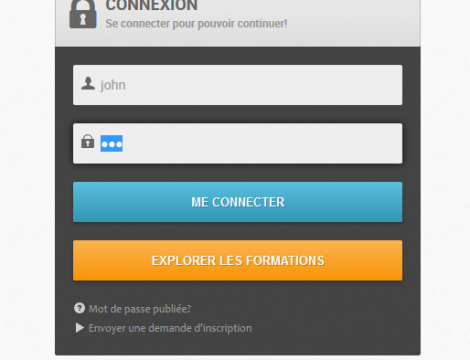 CONNEXION
Se connecter pour pouvoir continuer!
john
•••
ME CONNECTER
EXPLORER LES FORMATIONS
Mot de passe publiée?
Envoyer une demande d'inscription